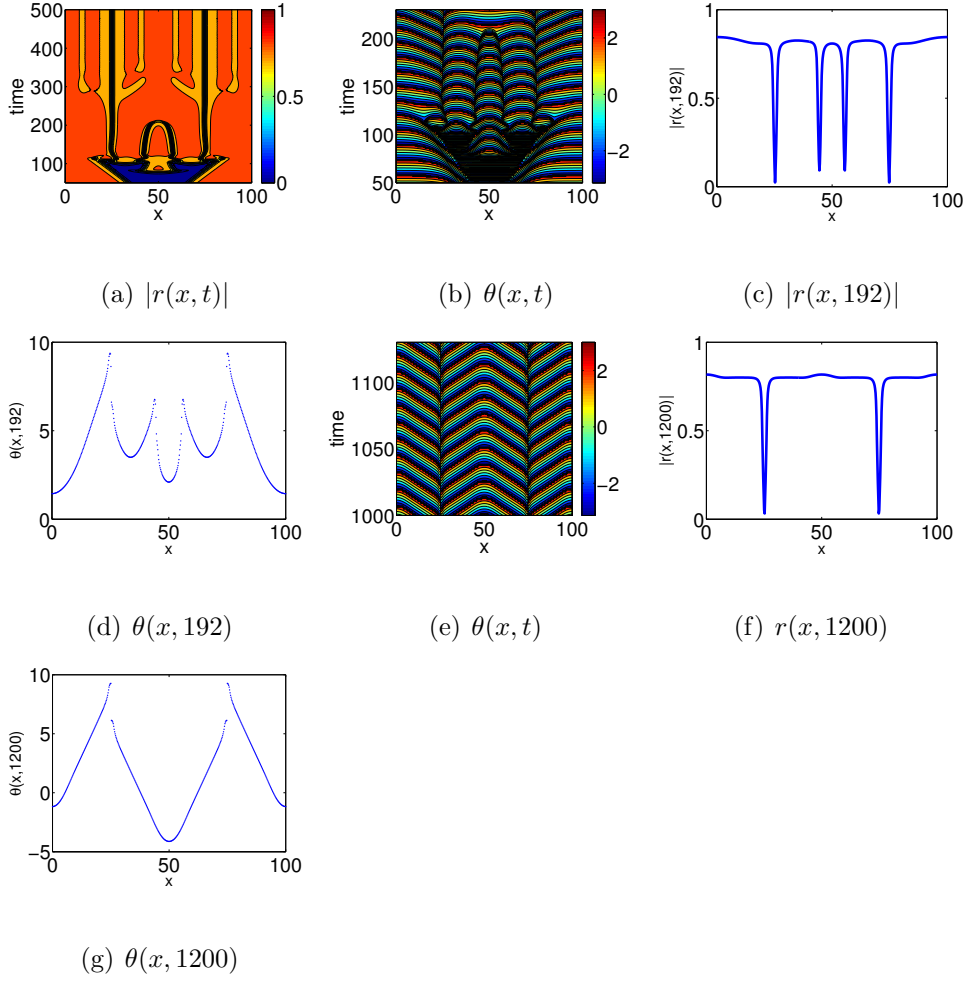 500
400
300
200
100
time
0
50
100
x
1
0.5
0
200
150
100
50
time
0
50
100
x
2
0
−2
1
0.5
0
|r(x,192)|
0
50
100
x
(a) |r(x, t)|
(b) θ(x, t)
(c) |r(x, 192)|
10
5
0
θ(x,192)
0
50
100
x
1100
1050
1000
time
0
50
100
x
2
0
−2
1
0.5
0
|r(x,1200)|
0
50
100
x
(d) θ(x, 192)
(e) θ(x, t)
(f) r(x, 1200)
10
5
0
−5
θ(x,1200)
0
50
100
x
(g) θ(x, 1200)